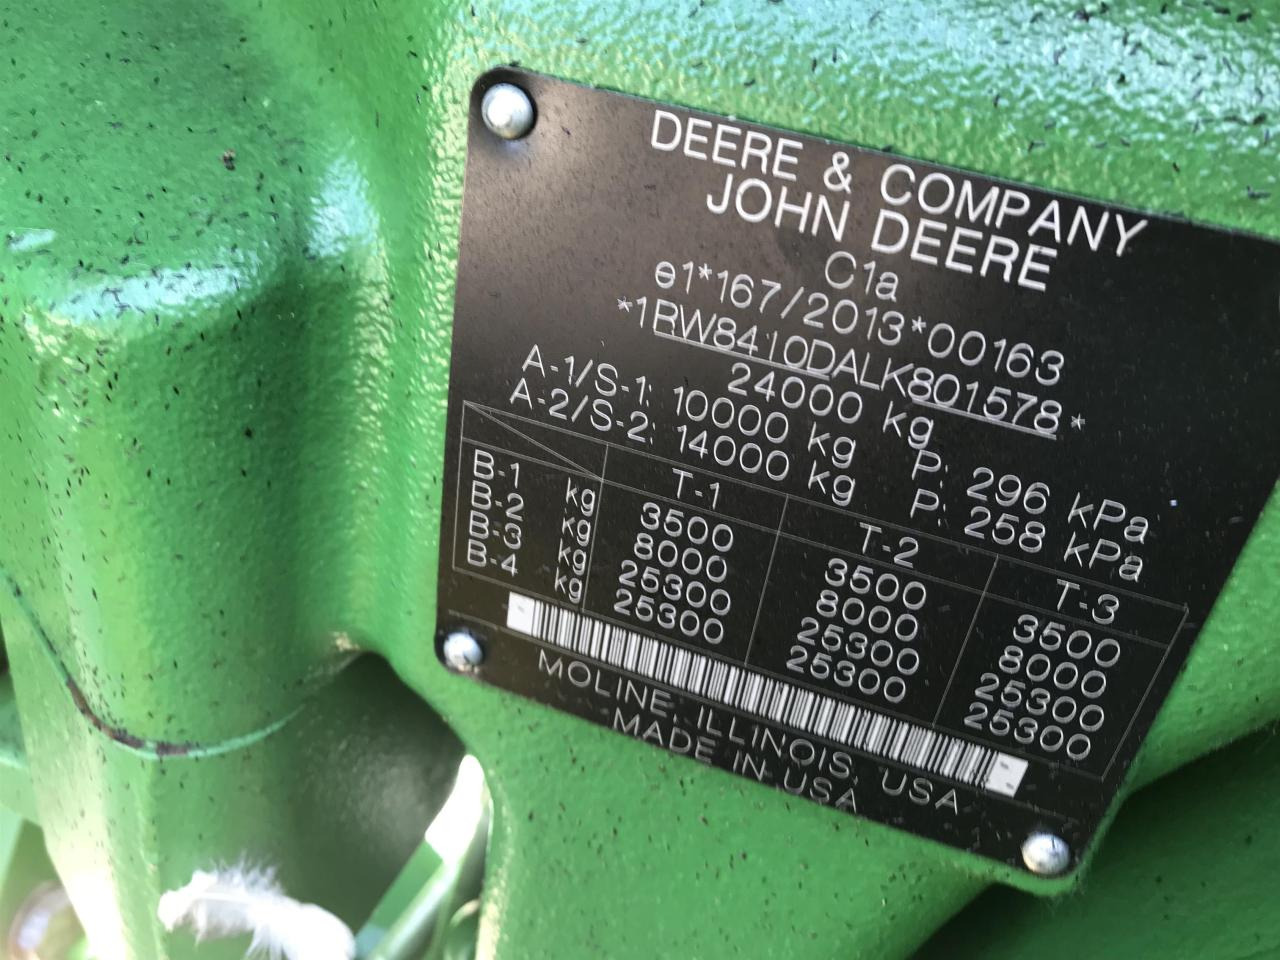 DEERE & COMPANY
JOHN DEERE
C1a
e1*167/2013*00163
*1RW8410DALK801578*
24000 kg
A-1/S-1: 10000 kg P: 296 kPa
A-2/S-2: 14000 kg P: 258 kPa
T-1 T-2 T-3
B-1 kg 3500 3500 3500
B-2 kg 8000 8000 8000
B-3 kg 25300 25300 25300
B-4 kg 25300 25300 25300
MOLINE, ILLINOIS, USA
MADE IN USA